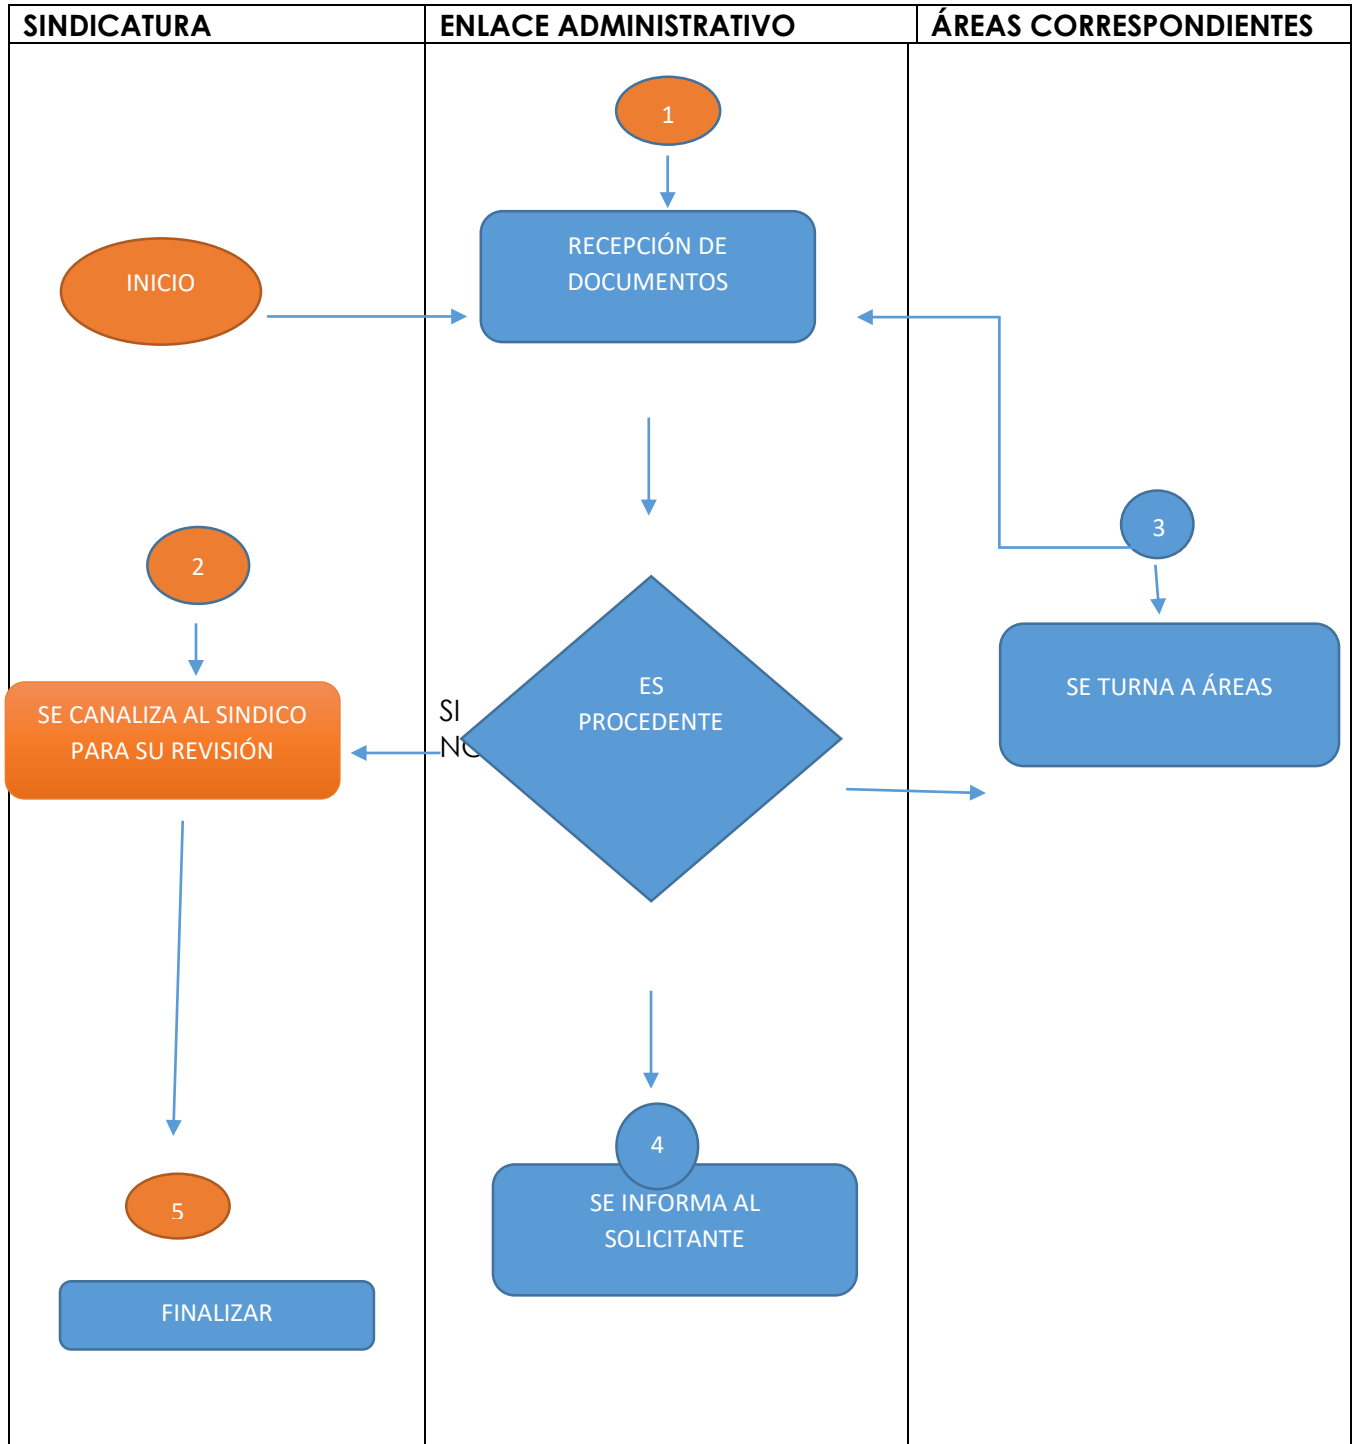 SINDICATURA
ENLACE ADMINISTRATIVO
ÁREAS CORRESPONDIENTES
1
RECEPCIÓN DE
DOCUMENTOS
INICIO
3
2
ES
PROCEDENTE
SE TURNA A ÁREAS
SE CANALIZA AL SINDICO
PARA SU REVISIÓN
SI
NO
4
SE INFORMA AL
SOLICITANTE
5
FINALIZAR